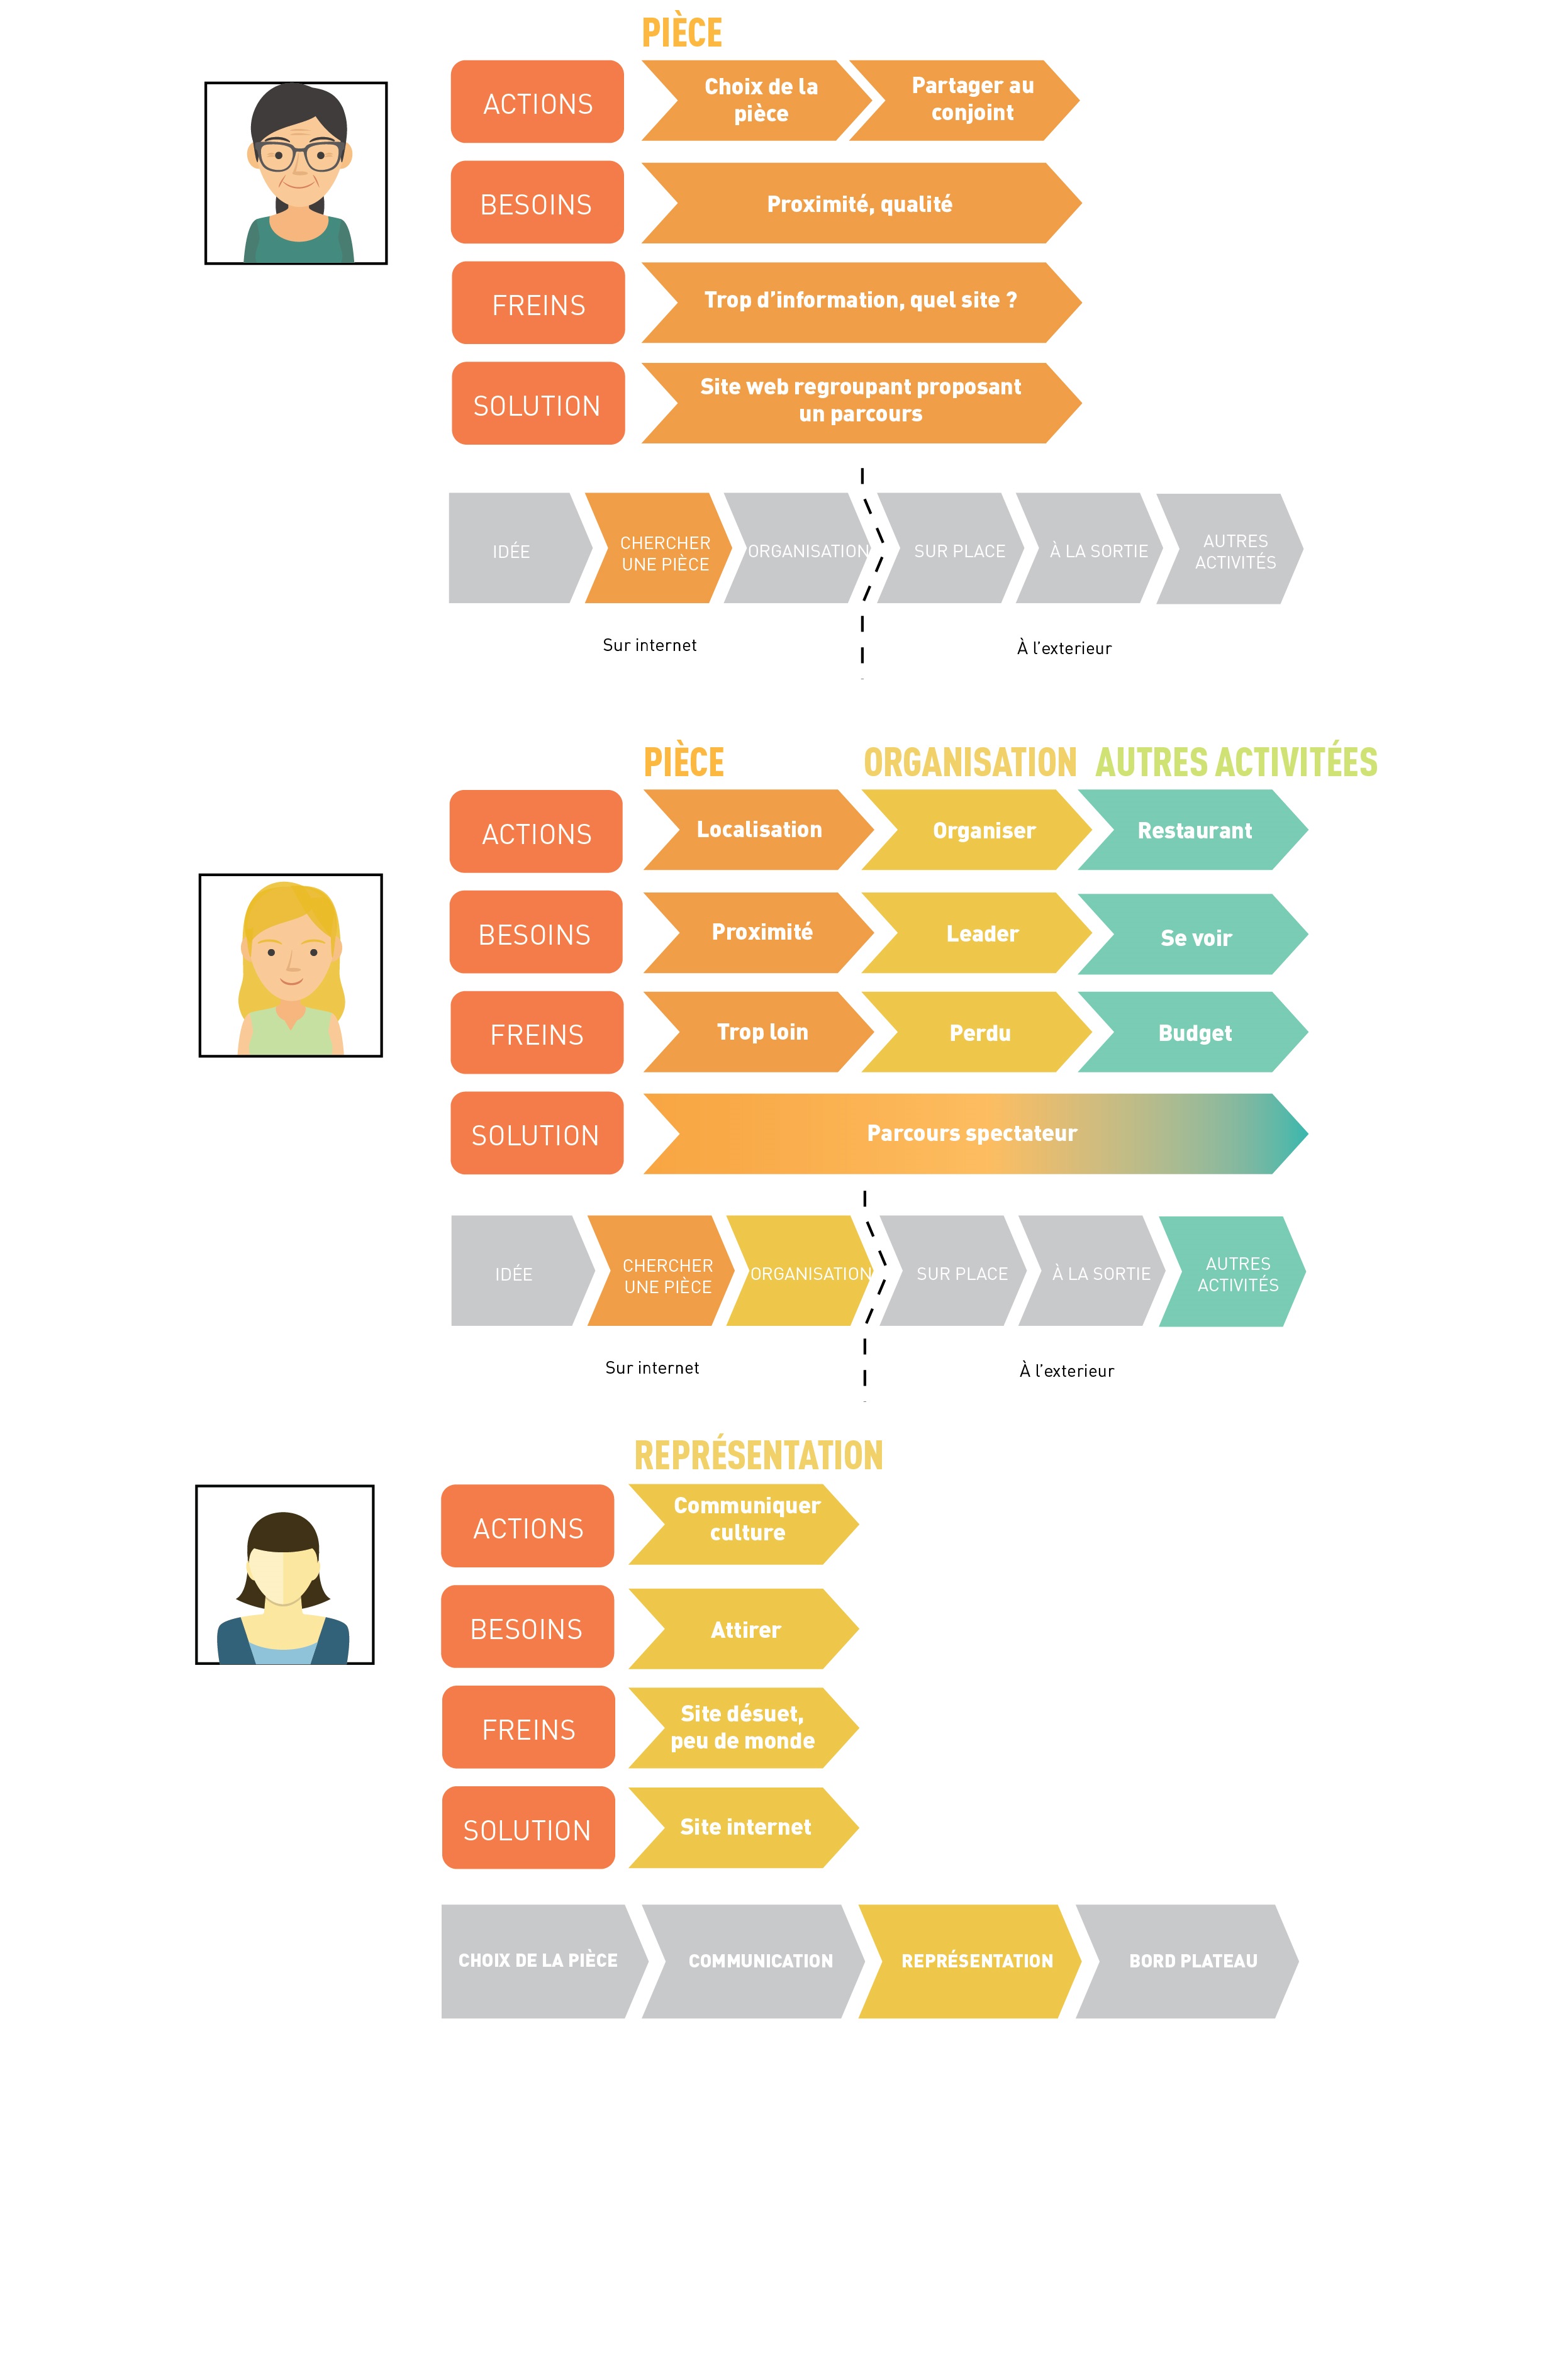 PIÈCE
ACTIONS
Choix de la
pièce
Partager au
conjoint
BESOINS
Proximité, qualité
FREINS
Trop d'information, quel site ?
SOLUTION
Site web regroupant proposant
un parcours
IDÉE
CHERCHER
UNE PIÈCE
ORGANISATION
SUR PLACE
À LA SORTIE
AUTRES
ACTIVITÉS
Sur internet
À l'exterieur
PIÈCE
ORGANISATION
AUTRES ACTIVITÉES
ACTIONS
Localisation
Organiser
Restaurant
BESOINS
Proximité
Leader
Se voir
FREINS
Trop loin
Perdu
Budget
SOLUTION
Parcours spectateur
IDÉE
CHERCHER
UNE PIÈCE
ORGANISATION
SUR PLACE
À LA SORTIE
AUTRES
ACTIVITÉS
Sur internet
À l'exterieur
REPRÉSENTATION
ACTIONS
Communiquer
culture
BESOINS
Attirer
FREINS
Site désuet,
peu de monde
SOLUTION
Site internet
CHOIX DE LA PIÈCE
COMMUNICATION
REPRÉSENTATION
BORD PLATEAU